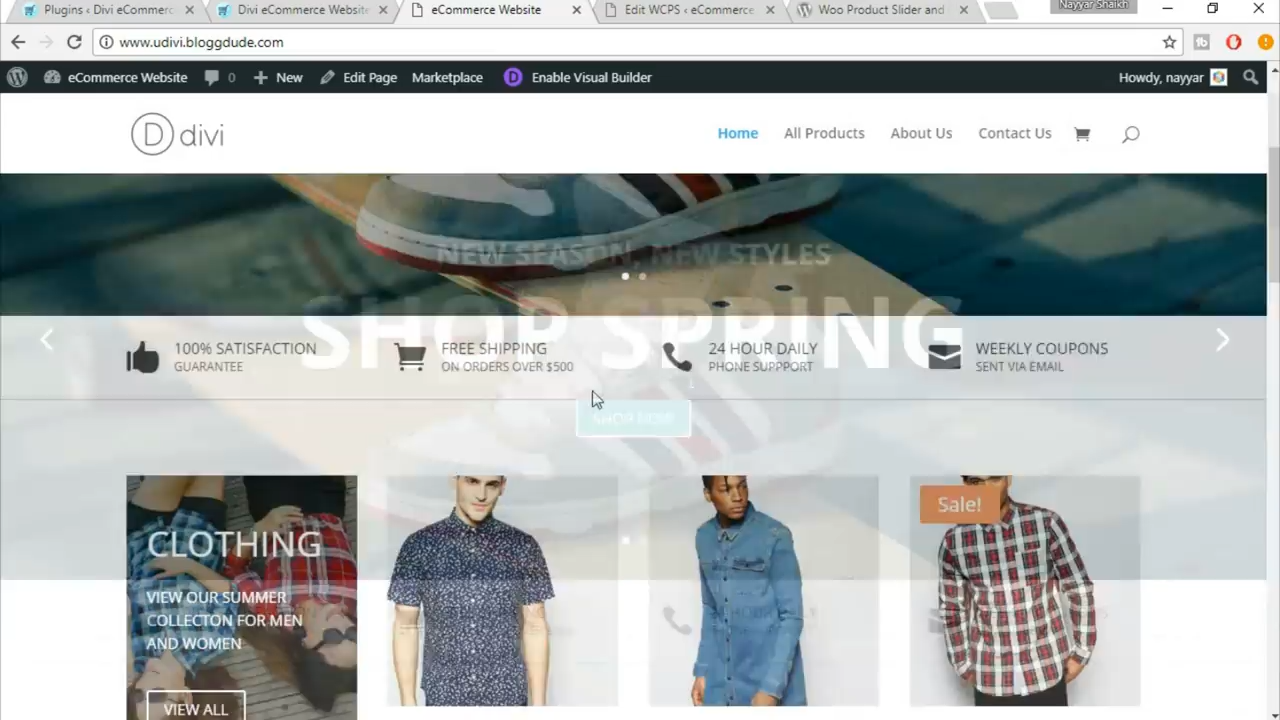 Nayyar Shaikh
Plugins ‹ Divi eCommerc
Divi eCommerce Website
eCommerce Website
Edit WCPS ‹ eCommerce
Woo Product Slider and
www.udivi.bloggdude.com
eCommerce Website 0 New Edit Page Marketplace D Enable Visual Builder Howdy, nayyar
D divi
Home All Products About Us Contact Us
NEW SEASON, NEW STYLES
SHOP SPRING
100% SATISFACTION
GUARANTEE
FREE SHIPPING
ON ORDERS OVER $500
24 HOUR DAILY
PHONE SUPPPORT
WEEKLY COUPONS
SENT VIA EMAIL
SHOP NOW
CLOTHING
VIEW OUR SUMMER
COLLECTON FOR MEN
AND WOMEN
VIEW ALL
Sale!